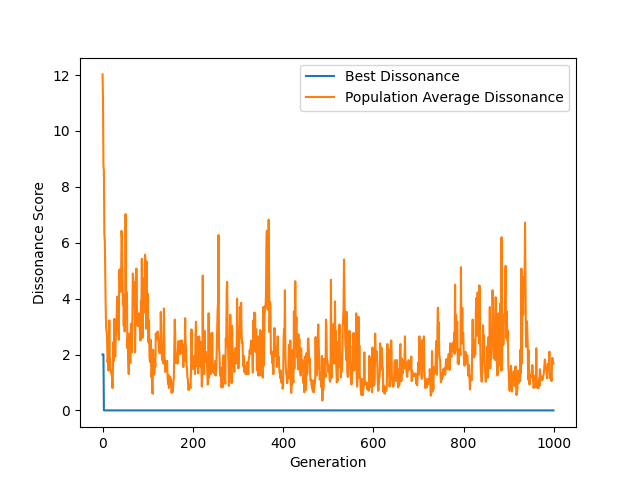 Best Dissonance
Population Average Dissonance
12
10
8
6
4
2
0
Dissonance Score
0 200 400 600 800 1000
Generation